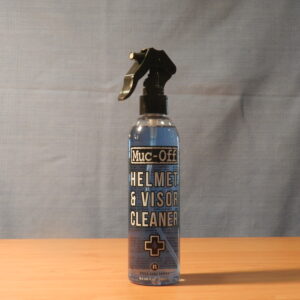 Muc-Off
HELMET
& VISOR
CLEANER